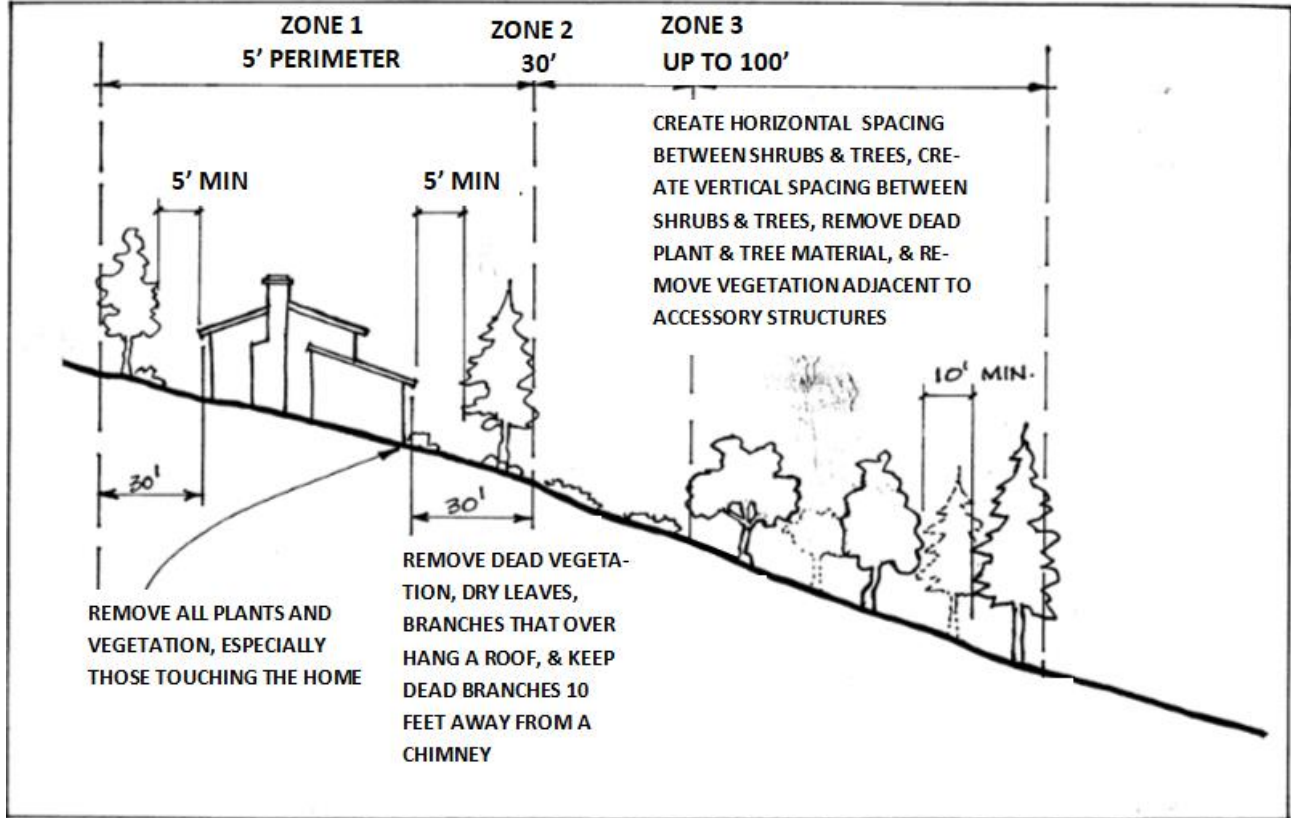 ZONE 1
5' PERIMETER
ZONE 2
30'
ZONE 3
UP TO 100'
CREATE HORIZONTAL SPACING
BETWEEN SHRUBS & TREES, CRE-
ATE VERTICAL SPACING BETWEEN
SHRUBS & TREES, REMOVE DEAD
PLANT & TREE MATERIAL, & RE-
MOVE VEGETATION ADJACENT TO
ACCESSORY STRUCTURES
5' MIN
5' MIN
10' MIN.
30'
30'
REMOVE ALL PLANTS AND
VEGETATION, ESPECIALLY
THOSE TOUCHING THE HOME
REMOVE DEAD VEGETA-
TION, DRY LEAVES,
BRANCHES THAT OVER
HANG A ROOF, & KEEP
DEAD BRANCHES 10
FEET AWAY FROM A
CHIMNEY